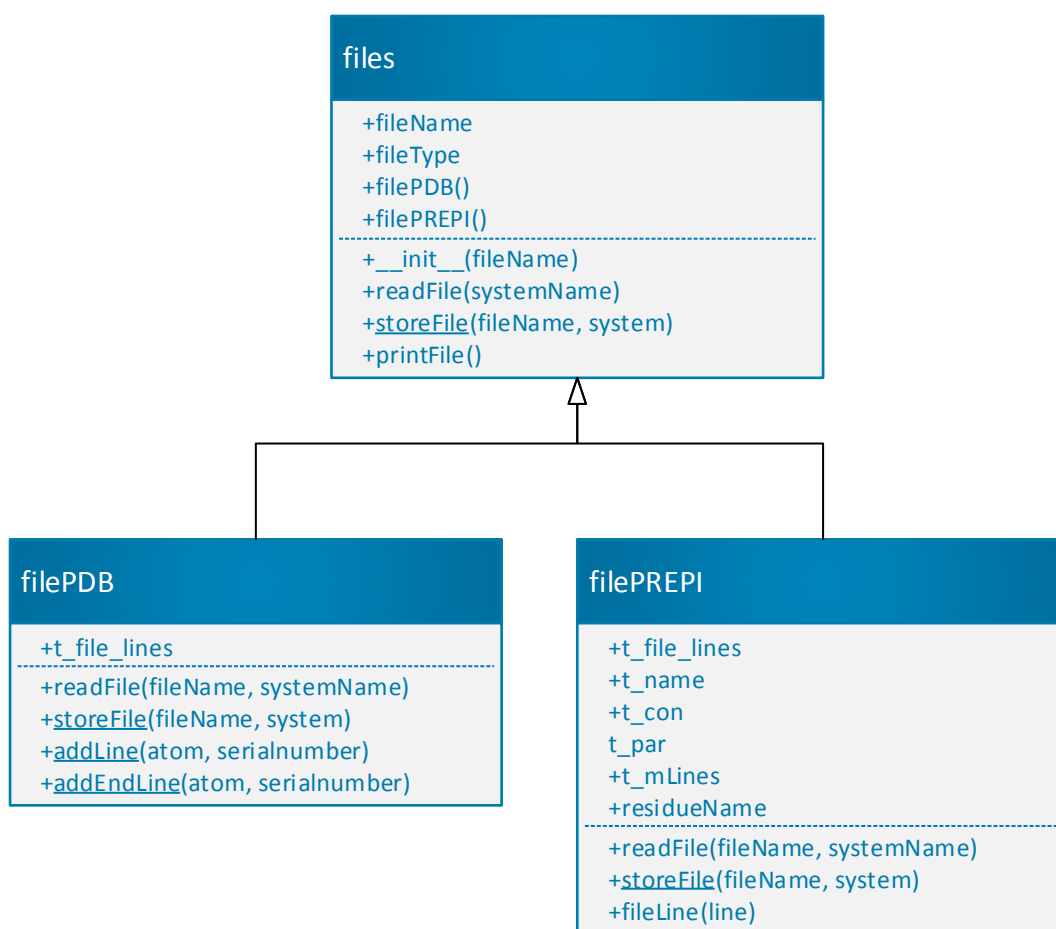 files
+fileName
+fileType
+filePDB()
+filePREPI()
+__init__(fileName)
+readFile(systemName)
+storeFile(fileName, system)
+printFile()
filePDB
+t_file_lines
+readFile(fileName, systemName)
+storeFile(fileName, system)
+addLine(atom, serialnumber)
+addEndLine(atom, serialnumber)
filePREPI
+t_file_lines
+t_name
+t_con
t_par
+t_mLines
+residueName
+readFile(fileName, systemName)
+storeFile(fileName, system)
+fileLine(line)